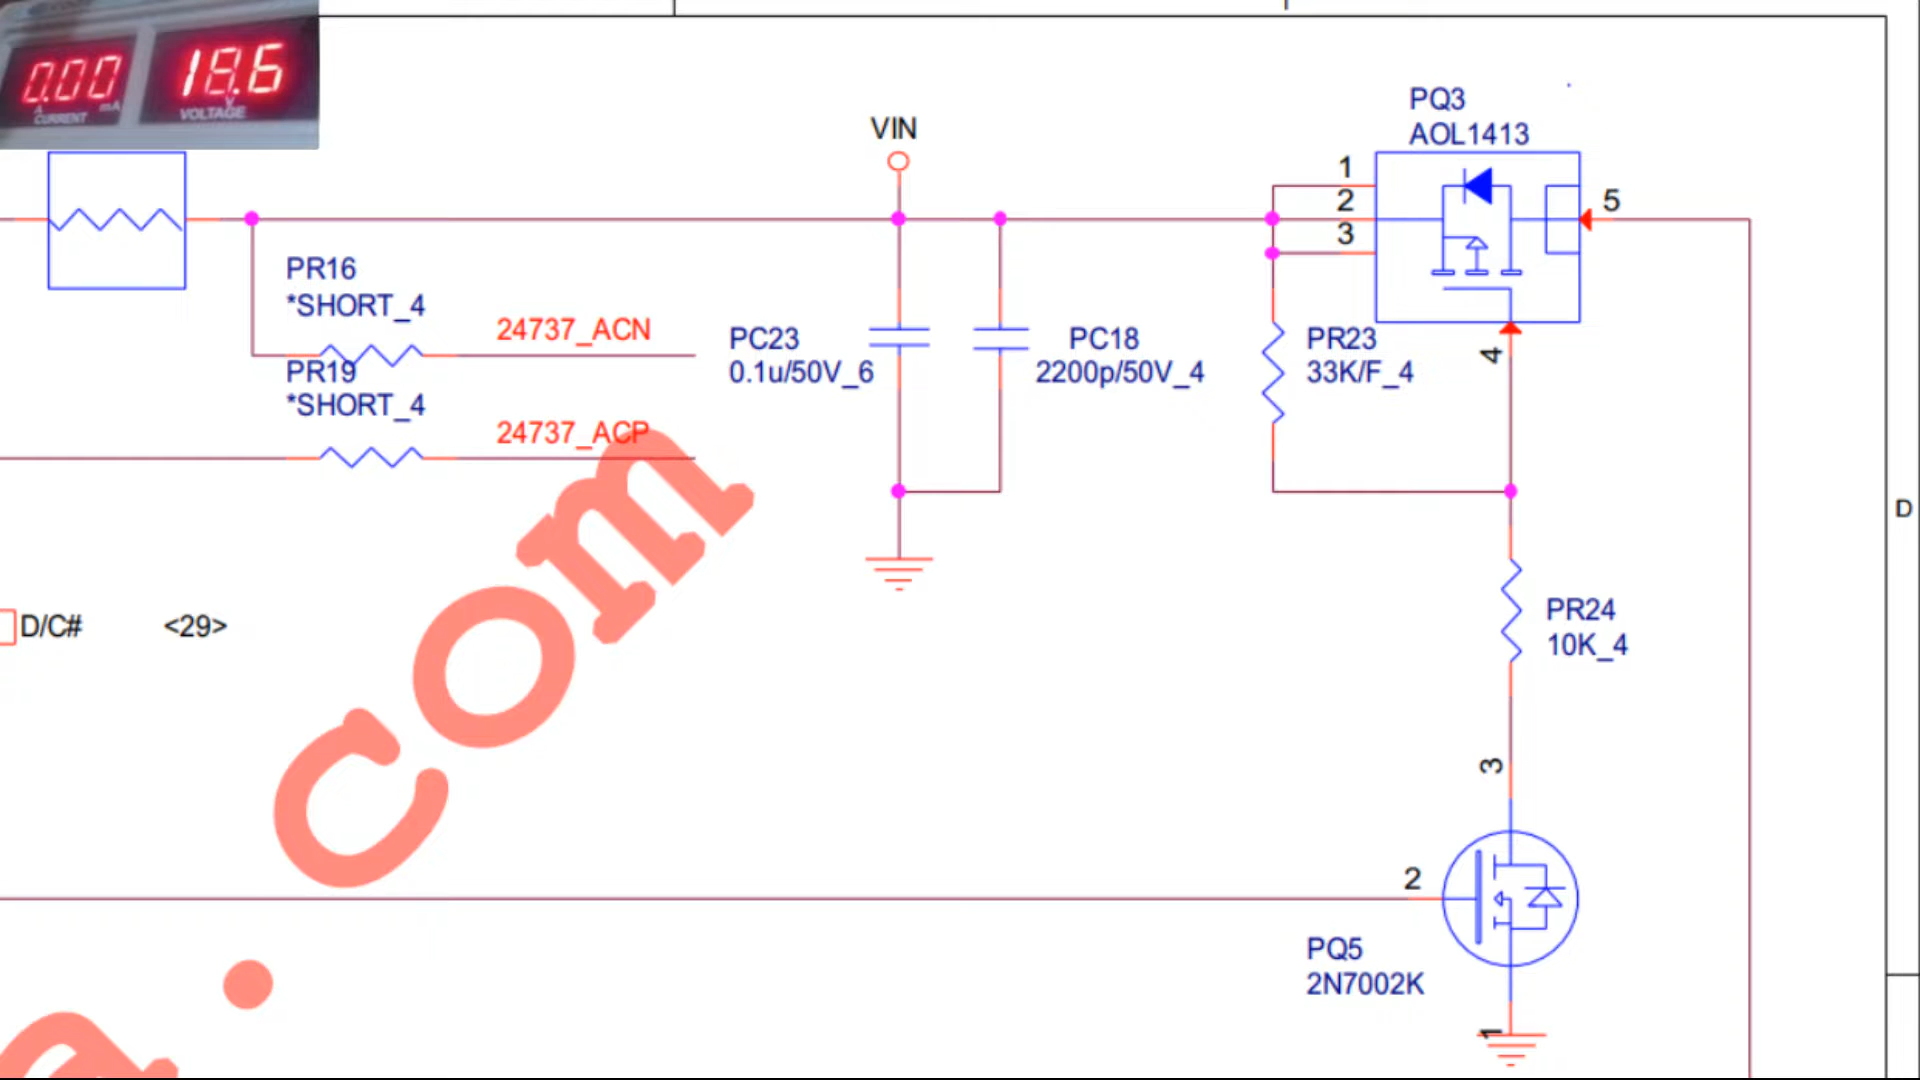 0.00
18.6
A
mA
CURRENT
V
VOLTAGE
VIN
PQ3
AOL1413
1
2
3
5
4
PR16
*SHORT_4
24737_ACN
PR19
*SHORT_4
24737_ACP
PC23
0.1u/50V_6
PC18
2200p/50V_4
PR23
33K/F_4
D
D/C#
<29>
PR24
10K_4
3
2
PQ5
2N7002K
1
a.com